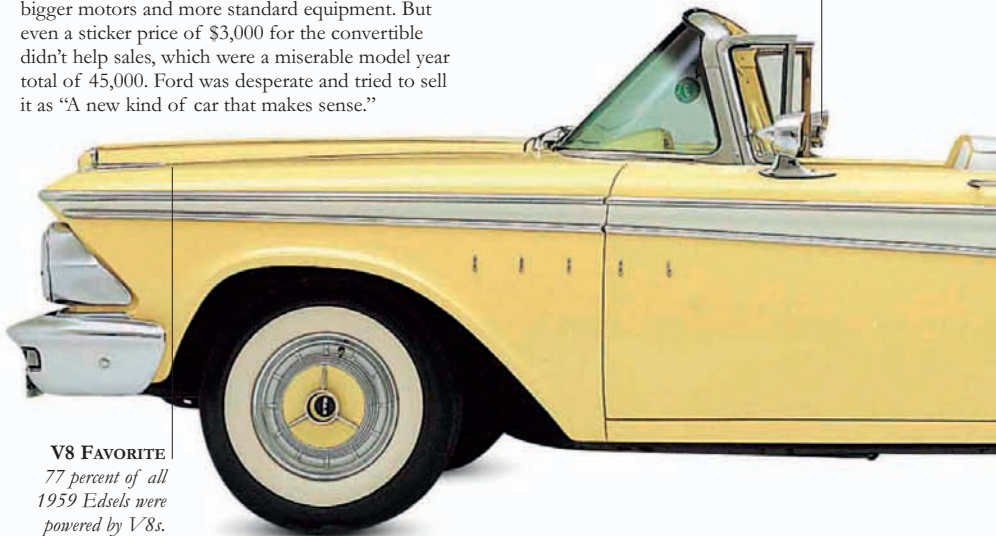 bigger motors and more standard equipment. But
even a sticker price of $3,000 for the convertible
didn’t help sales, which were a miserable model year
total of 45,000. Ford was desperate and tried to sell
it as “A new kind of car that makes sense.”
V8 FAVORITE
77 percent of all
1959 Edsels were
powered by V8s.